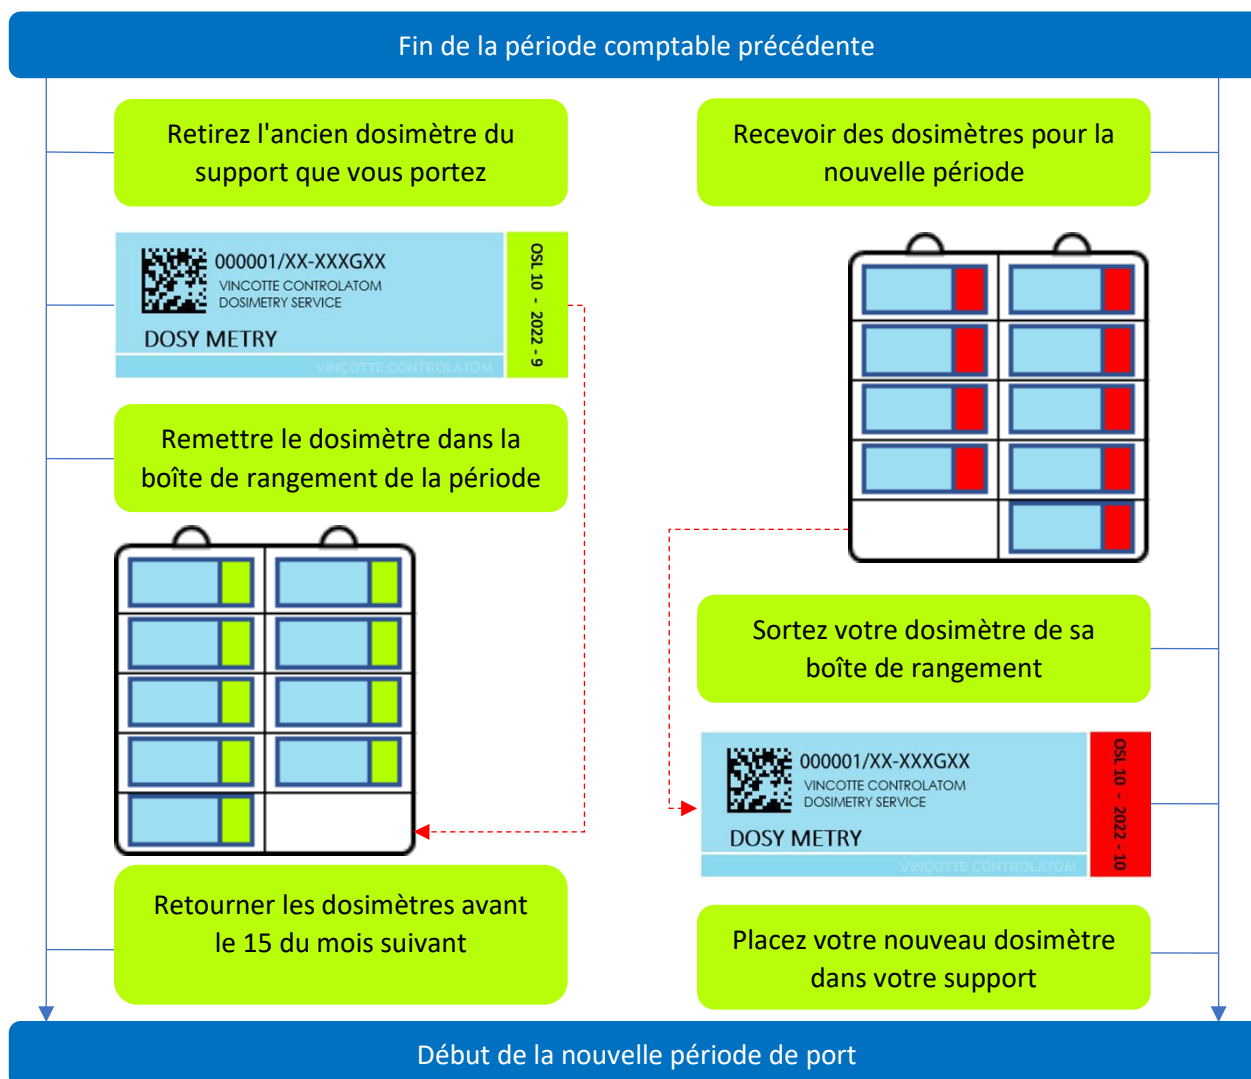 Fin de la période comptable précédente
Retirez l'ancien dosimètre du
support que vous portez
000001/XX-XXXGXX
VINCOTTE CONTROLATOM
DOSIMETRY SERVICE
DOSY METRY
VINÇOTTE CONTROLATOM
OSL 10 - 2022 - 9
Remettre le dosimètre dans la
boîte de rangement de la période
Retourner les dosimètres avant
le 15 du mois suivant
Recevoir des dosimètres pour la
nouvelle période
Sortez votre dosimètre de sa
boîte de rangement
000001/XX-XXXGXX
VINCOTTE CONTROLATOM
DOSIMETRY SERVICE
DOSY METRY
VINÇOTTE CONTROLATOM
OSL 10 - 2022 - 10
Placez votre nouveau dosimètre
dans votre support
Début de la nouvelle période de port